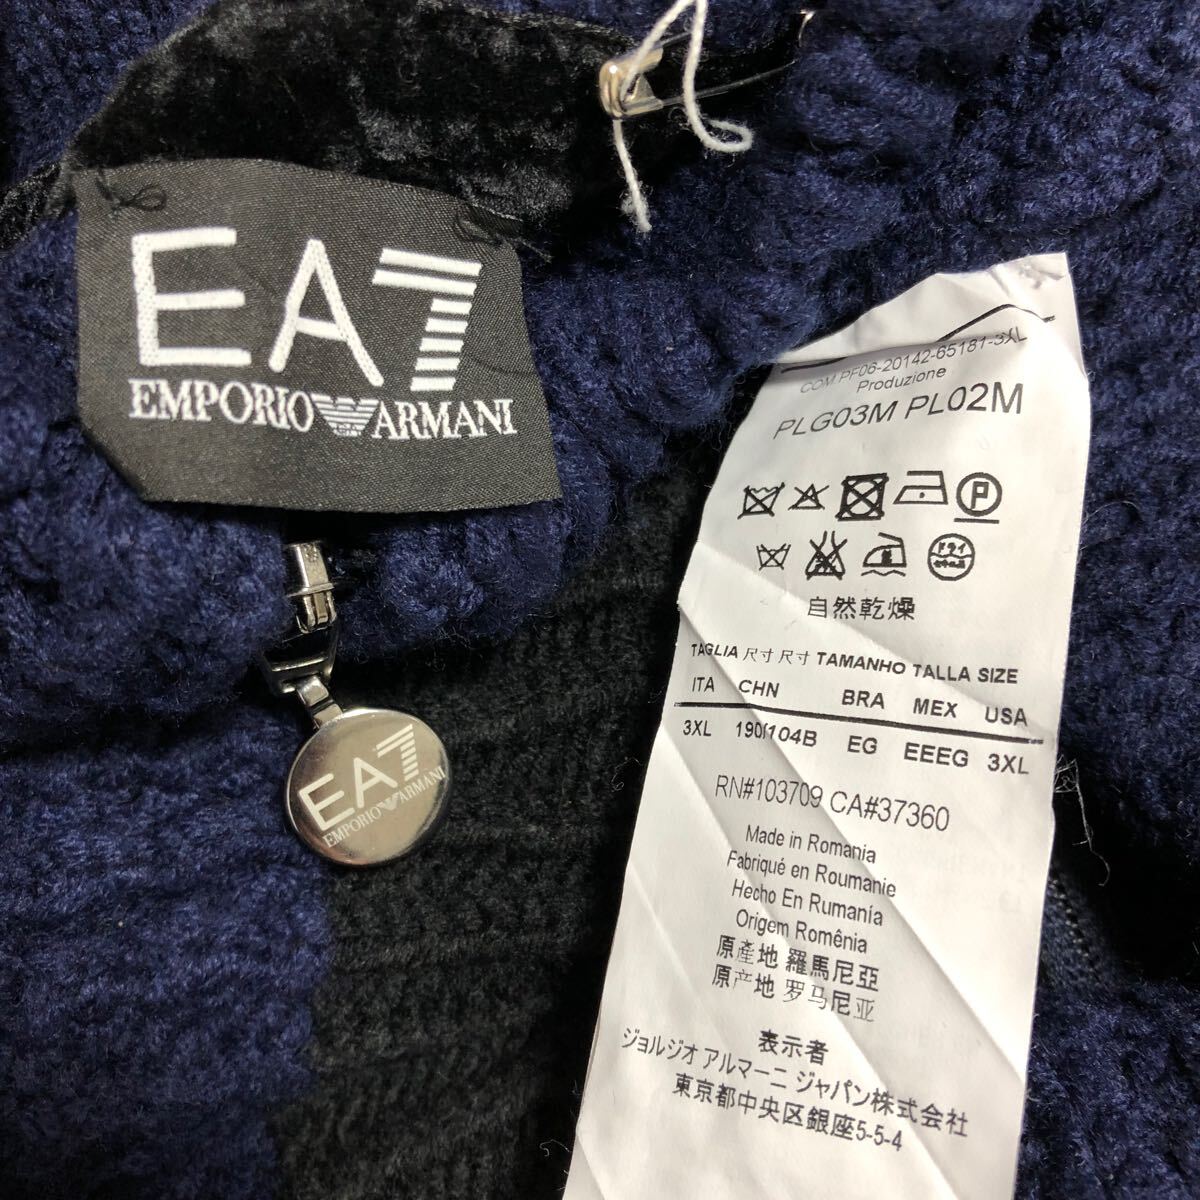 EA7
EMPORIO ARMANI
EA7
EMPORIO ARMANI
COM PF06-20142-65181-3XL
Produzione
PLG03M PL02M
P
ドライ
自然乾燥
TAGLIA 尺寸 尺寸 TAMANHO TALLA SIZE
ITA CHN BRA MEX USA
3XL 190/104B EG EEEG 3XL
RN#103709 CA#37360
Made in Romania
Fabriqué en Roumanie
Hecho En Rumanía
Origem Romênia
原產地 羅馬尼亞
原产地 罗马尼亚
表示者
ジョルジオ アルマーニ ジャパン株式会社
東京都中央区銀座5-5-4